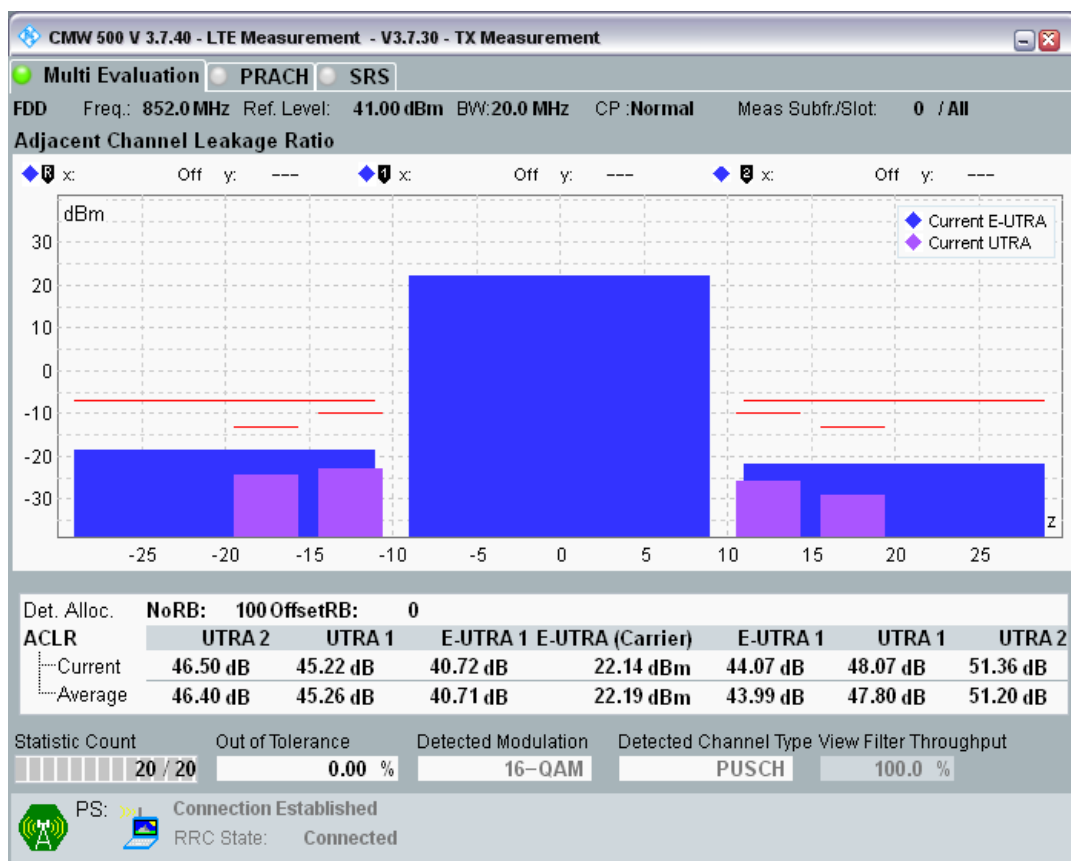 CMW 500 V 3.7.40 - LTE Measurement - V3.7.30 - TX Measurement
Multi Evaluation PRACH SRS
FDD Freq.: 852.0 MHz Ref. Level: 41.00 dBm BW:20.0 MHz CP :Normal Meas Subfr./Slot: 0 / All
Adjacent Channel Leakage Ratio
R x: Off y: --- 1 x: Off y: --- 2 x: Off y: ---
dBm
Current E-UTRA
Current UTRA
30
20
10
0
-10
-20
-30
z
-25 -20 -15 -10 -5 0 5 10 15 20 25
Det. Alloc. NoRB: 100 OffsetRB: 0
ACLR UTRA 2 UTRA 1 E-UTRA 1 E-UTRA (Carrier) E-UTRA 1 UTRA 1 UTRA 2
Current 46.50 dB 45.22 dB 40.72 dB 22.14 dBm 44.07 dB 48.07 dB 51.36 dB
Average 46.40 dB 45.26 dB 40.71 dB 22.19 dBm 43.99 dB 47.80 dB 51.20 dB
Statistic Count Out of Tolerance Detected Modulation Detected Channel Type View Filter Throughput
20 / 20 0.00 % 16-QAM PUSCH 100.0 %
PS: Connection Established
RRC State: Connected